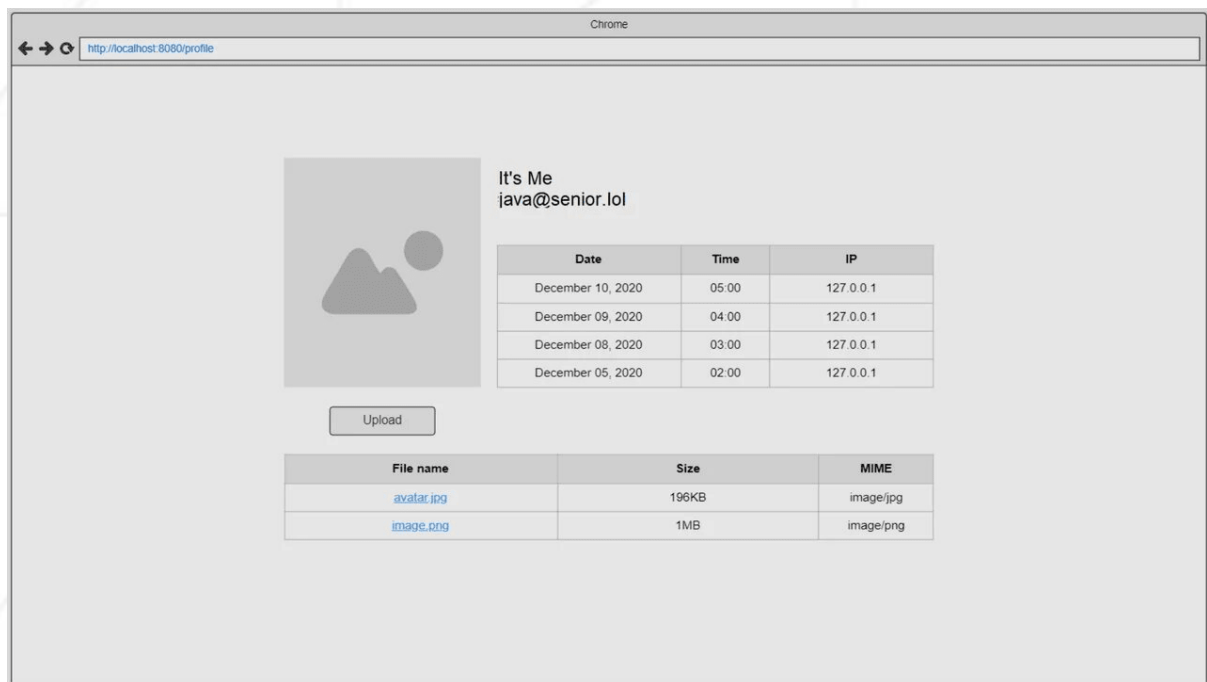 Chrome
http://localhost:8080/profile
It's Me
java@senior.lol
Date Time IP
December 10, 2020 05:00 127.0.0.1
December 09, 2020 04:00 127.0.0.1
December 08, 2020 03:00 127.0.0.1
December 05, 2020 02:00 127.0.0.1
Upload
File name Size MIME
avatar.jpg 196KB image/jpg
image.png 1MB image/png